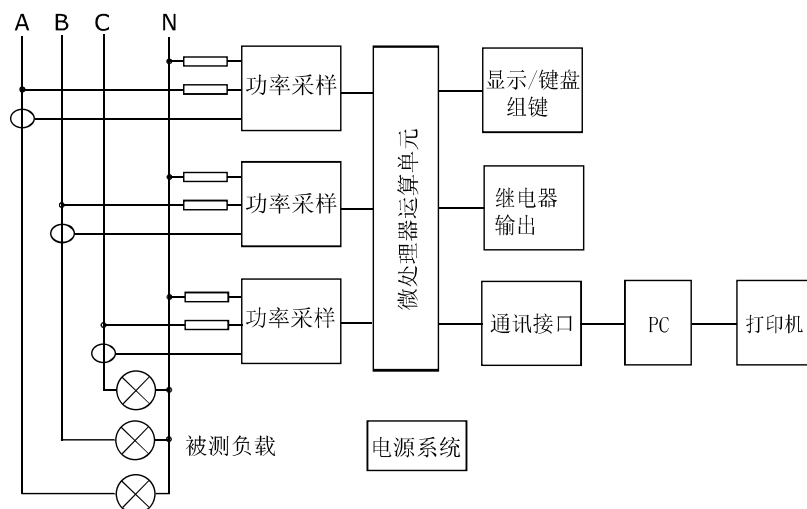 A B C N
功率采样
功率采样
功率采样
微处理器运算单元
显示/键盘
组键
继电器
输出
通讯接口
PC
打印机
被测负载
电源系统